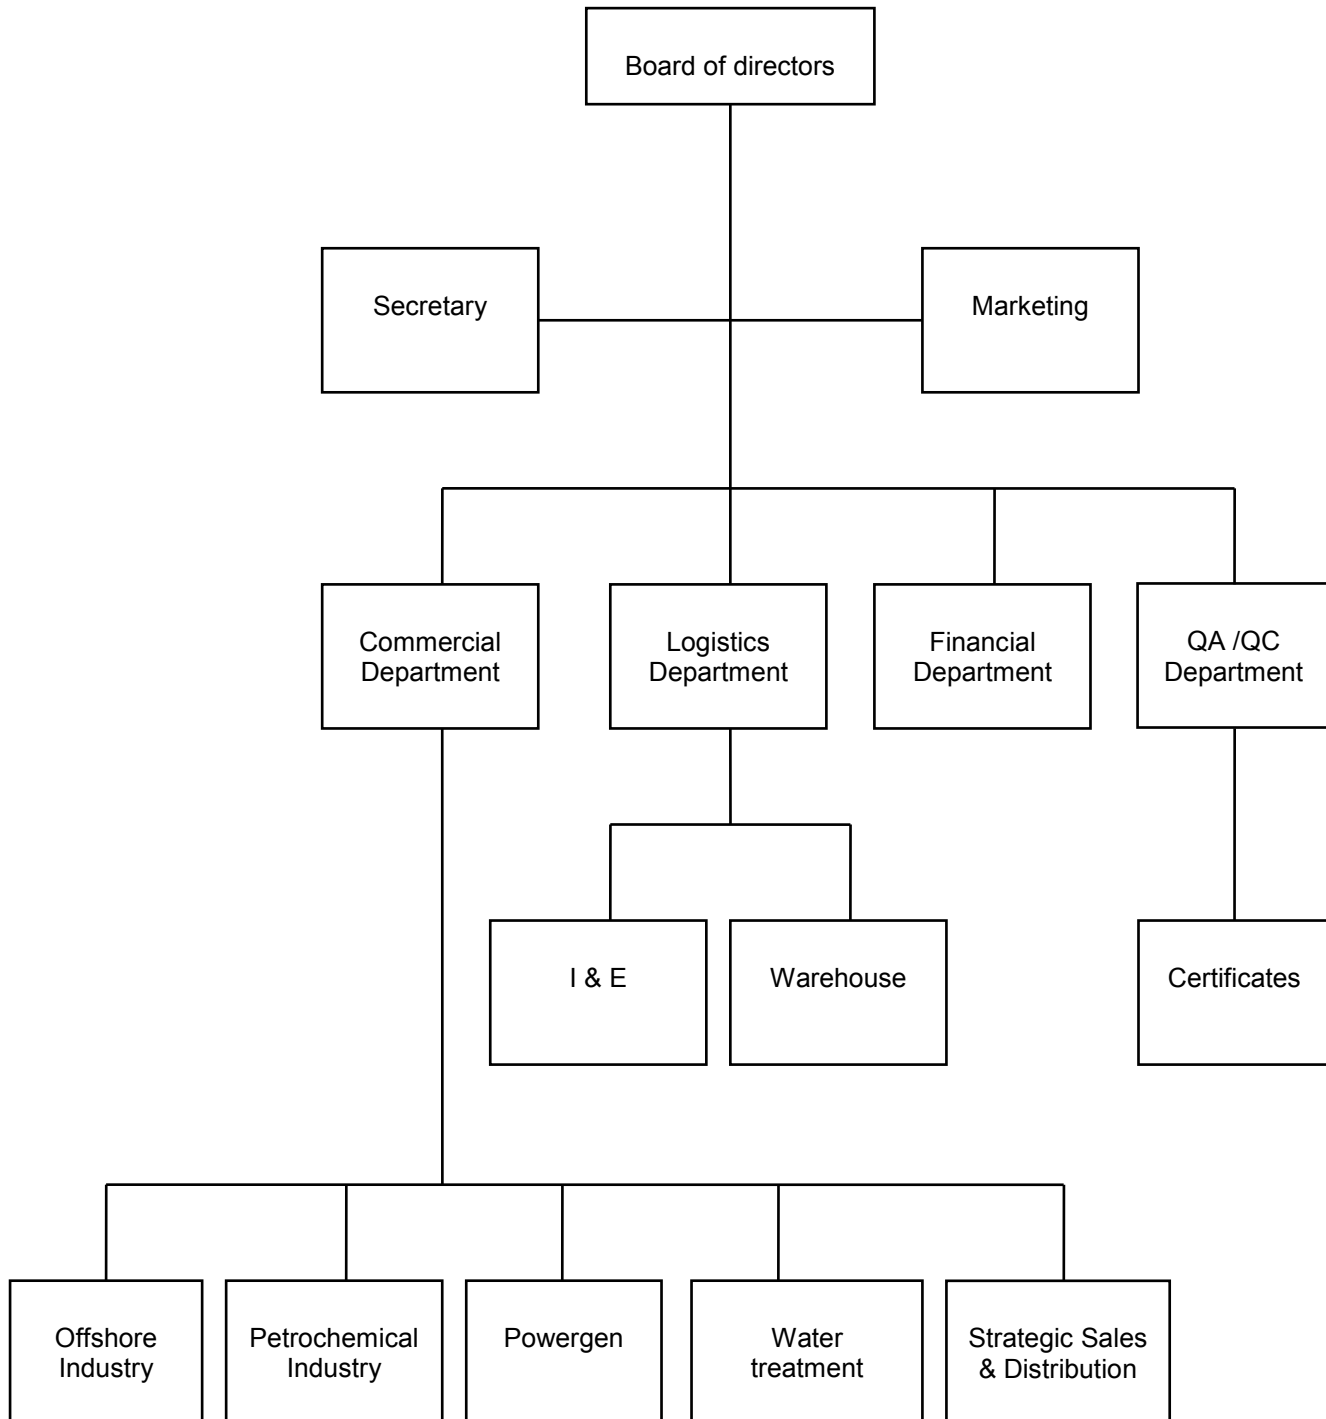 Board of directors
Secretary
Marketing
Commercial
Department
Logistics
Department
Financial
Department
QA /QC
Department
I & E
Warehouse
Certificates
Offshore
Industry
Petrochemical
Industry
Powergen
Water
treatment
Strategic Sales
& Distribution